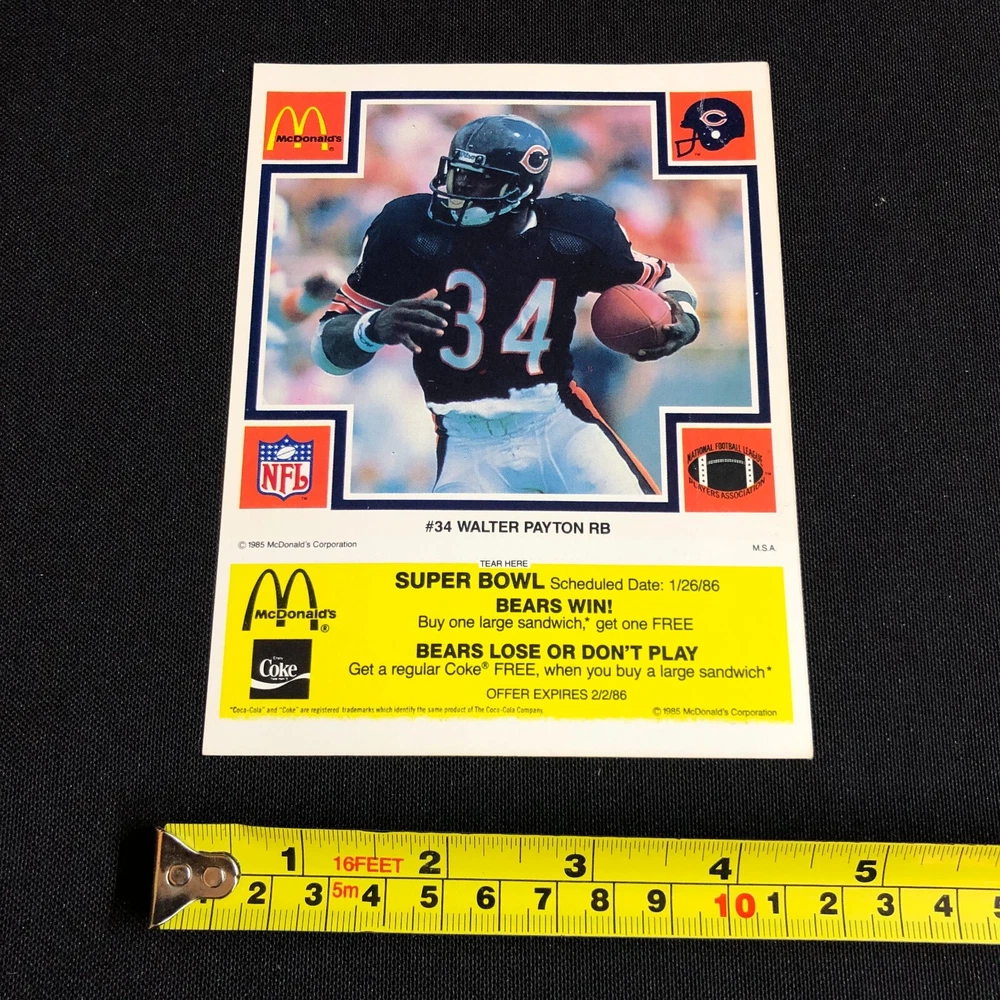 McDonald's®
C
C
34
NFL
NATIONAL FOOTBALL LEAGUE
PLAYERS ASSOCIATION
#34 WALTER PAYTON RB
© 1985 McDonald's Corporation
M.S.A.
TEAR HERE
McDonald's®
SUPER BOWL Scheduled Date: 1/26/86
BEARS WIN!
Buy one large sandwich,* get one FREE
Enjoy
Coke
BEARS LOSE OR DON'T PLAY
Get a regular Coke® FREE, when you buy a large sandwich*
OFFER EXPIRES 2/2/86
"Coca-Cola" and "Coke" are registered trademarks which identify the same product of The Coca-Cola Company.
© 1985 McDonald's Corporation
1 16FEET 2 3 4 5
1 2 3 5m 4 5 6 7 8 9 10 1 2 3 4 5